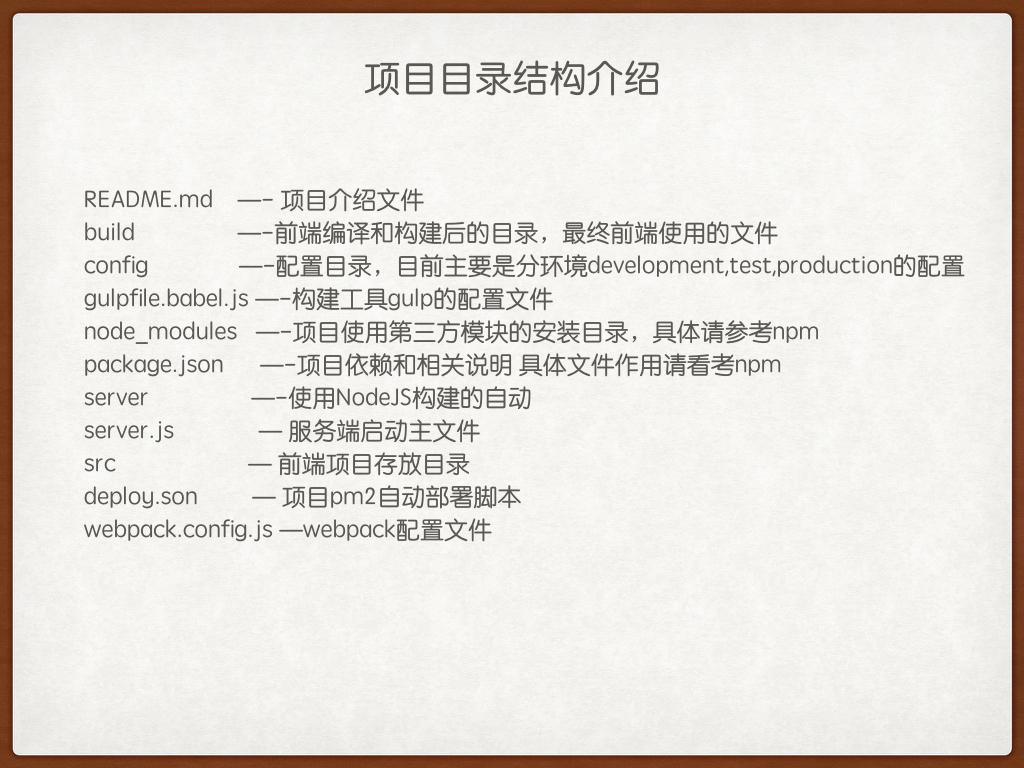 项目目录结构介绍
README.md —- 项目介绍文件
build —-前端编译和构建后的目录，最终前端使用的文件
config —-配置目录，目前主要是分环境development,test,production的配置
gulpfile.babel.js —-构建工具gulp的配置文件
node_modules —-项目使用第三方模块的安装目录，具体请参考npm
package.json —-项目依赖和相关说明 具体文件作用请看考npm
server —-使用NodeJS构建的自动
server.js — 服务端启动主文件
src — 前端项目存放目录
deploy.son — 项目pm2自动部署脚本
webpack.config.js —webpack配置文件